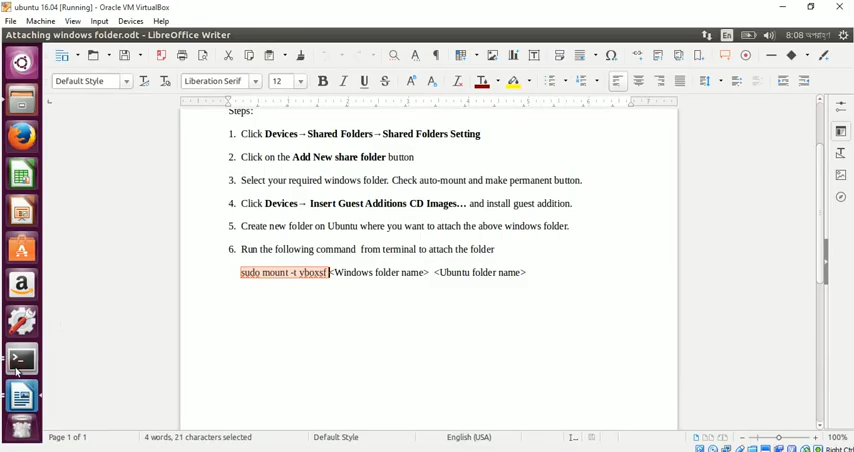 ubuntu 16.04 [Running] - Oracle VM VirtualBox
File Machine View Input Devices Help
Attaching windows folder.odt - LibreOffice Writer
En
8:08 অপরাহ্ণ
Default Style
Liberation Serif
12
Steps:
1. Click Devices→Shared Folders→Shared Folders Setting
2. Click on the Add New share folder button
3. Select your required windows folder. Check auto-mount and make permanent button.
4. Click Devices→ Insert Guest Additions CD Images... and install guest addition.
5. Create new folder on Ubuntu where you want to attach the above windows folder.
6. Run the following command from terminal to attach the folder
sudo mount -t vboxsf <Windows folder name> <Ubuntu folder name>
Page 1 of 1
4 words, 21 characters selected
Default Style
English (USA)
100%
Right Ctrl